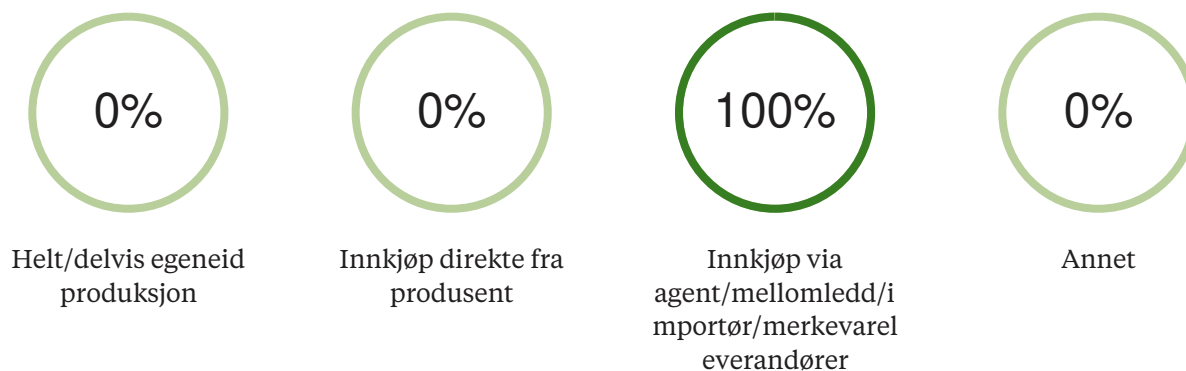 0%
0%
100%
0%
Helt/delvis egeneid
produksjon
Innkjøp direkte fra
produsent
Innkjøp via
agent/mellomledd/i
mportør/merkevarel
everandører
Annet